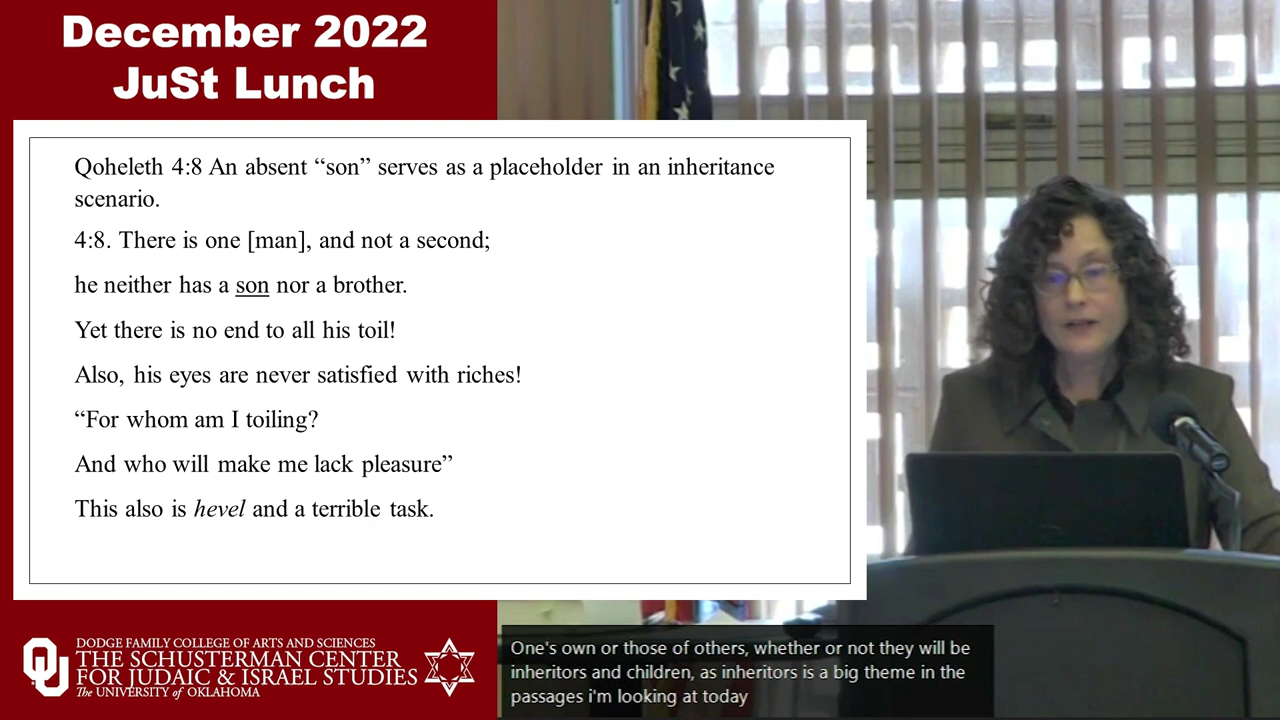 December 2022
JuSt Lunch
Qoheleth 4:8 An absent “son” serves as a placeholder in an inheritance
scenario.
4:8. There is one [man], and not a second;
he neither has a son nor a brother.
Yet there is no end to all his toil!
Also, his eyes are never satisfied with riches!
“For whom am I toiling?
And who will make me lack pleasure”
This also is hevel and a terrible task.
OU
DODGE FAMILY COLLEGE OF ARTS AND SCIENCES
THE SCHUSTERMAN CENTER
FOR JUDAIC & ISRAEL STUDIES
The UNIVERSITY of OKLAHOMA
One's own or those of others, whether or not they will be
inheritors and children, as inheritors is a big theme in the
passages i'm looking at today